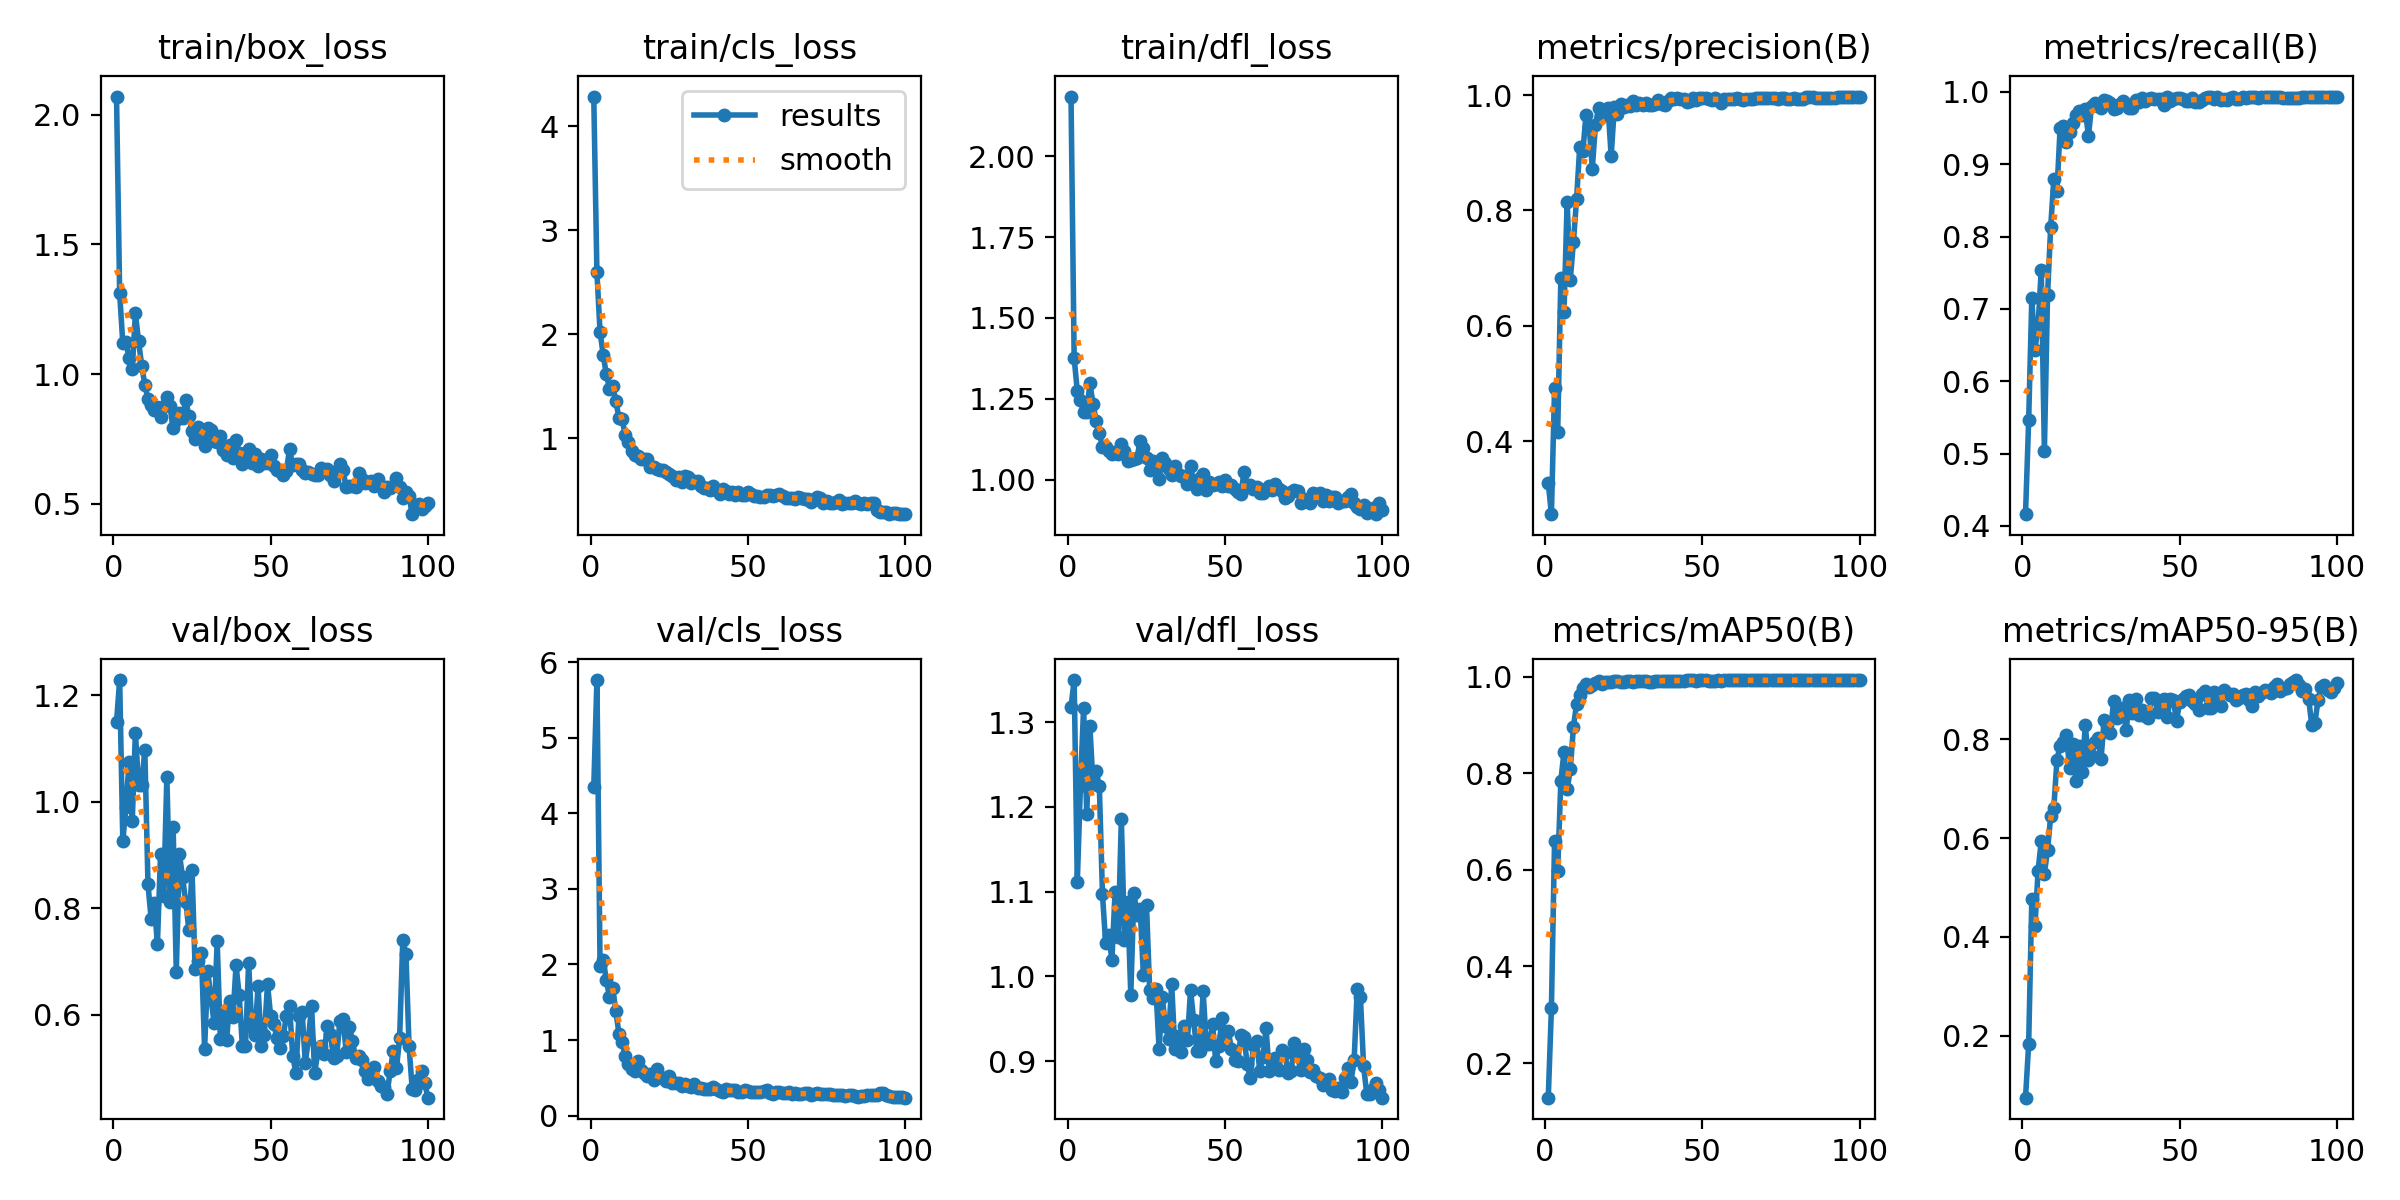 train/box_loss
train/cls_loss
train/dfl_loss
metrics/precision(B)
metrics/recall(B)
2.0
1.5
1.0
0.5
0 50 100
results
smooth
4
3
2
1
0 50 100
2.00
1.75
1.50
1.25
1.00
0 50 100
1.0
0.8
0.6
0.4
0 50 100
1.0
0.9
0.8
0.7
0.6
0.5
0.4
0 50 100
val/box_loss
val/cls_loss
val/dfl_loss
metrics/mAP50(B)
metrics/mAP50-95(B)
1.2
1.0
0.8
0.6
0 50 100
6
5
4
3
2
1
0
0 50 100
1.3
1.2
1.1
1.0
0.9
0 50 100
1.0
0.8
0.6
0.4
0.2
0 50 100
0.8
0.6
0.4
0.2
0 50 100